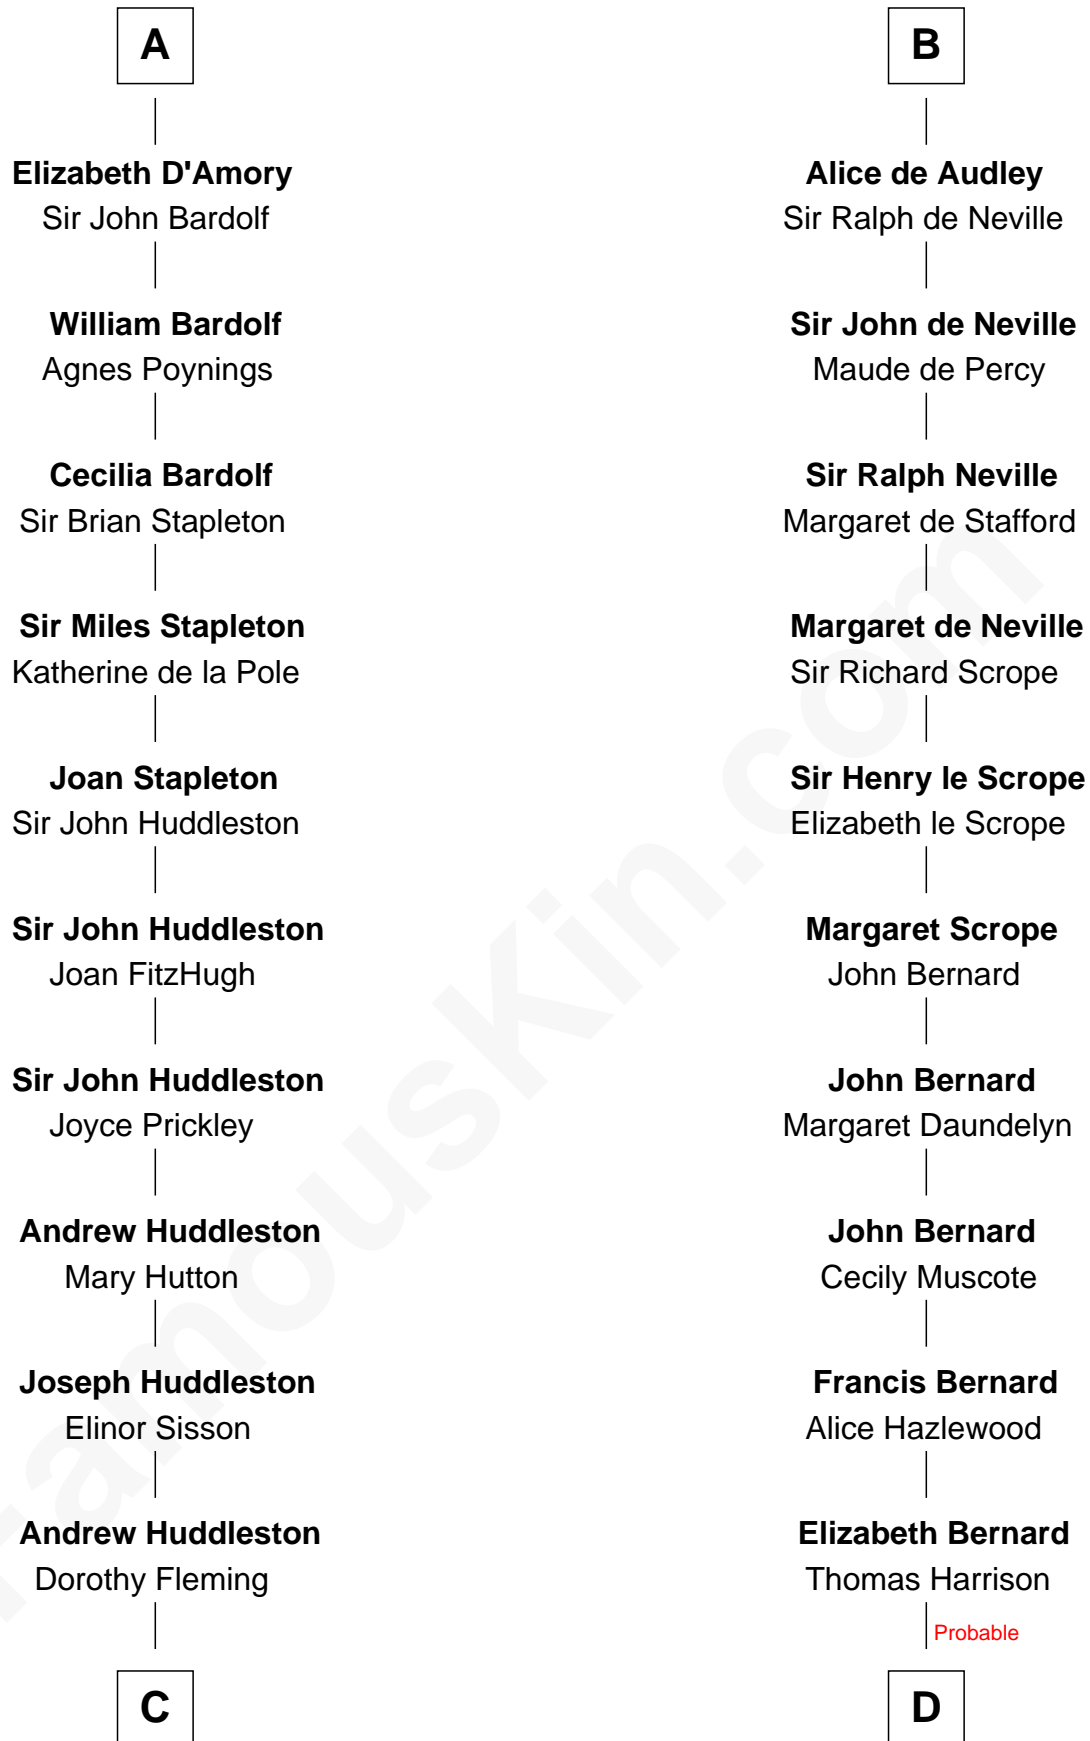 A
Elizabeth D'Amory
Sir John Bardolf
William Bardolf
Agnes Poynings
Cecilia Bardolf
Sir Brian Stapleton
Sir Miles Stapleton
Katherine de la Pole
Joan Stapleton
Sir John Huddleston
Sir John Huddleston
Joan FitzHugh
Sir John Huddleston
Joyce Prickley
Andrew Huddleston
Mary Hutton
Joseph Huddleston
Elinor Sisson
Andrew Huddleston
Dorothy Fleming
C
B
Alice de Audley
Sir Ralph de Neville
Sir John de Neville
Maude de Percy
Sir Ralph Neville
Margaret de Stafford
Margaret de Neville
Sir Richard Scrope
Sir Henry le Scrope
Elizabeth le Scrope
Margaret Scrope
John Bernard
John Bernard
Margaret Daundelyn
John Bernard
Cecily Muscote
Francis Bernard
Alice Hazlewood
Elizabeth Bernard
Thomas Harrison
Probable
D
FamousKin.com